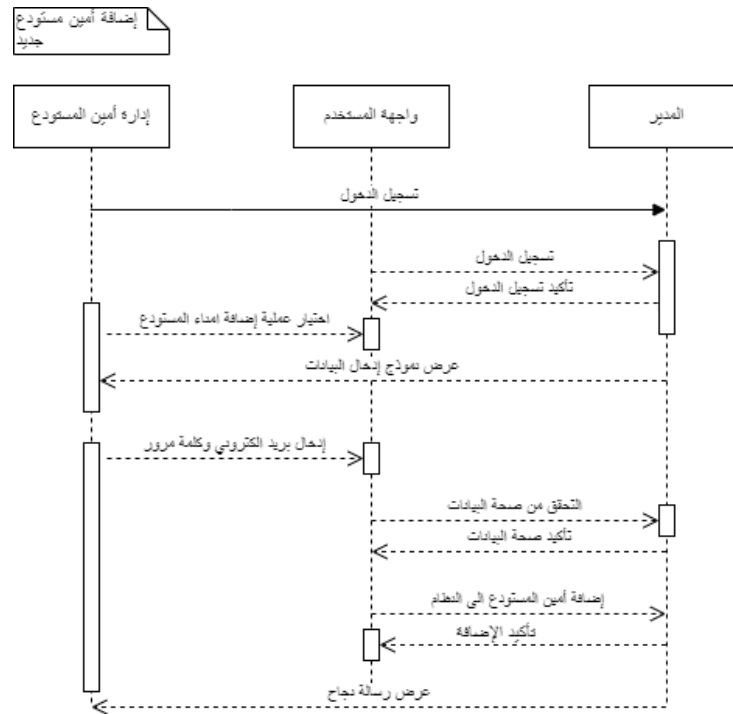 إضافة أمين مستودع
جديد
المدير
واجهة المستخدم
إدارة أمين المستودع
تسجيل الدخول
تسجيل الدخول
تأكيد تسجيل الدخول
اختيار عملية إضافة امناء المستودع
عرض نموذج إدخال البيانات
إدخال بريد الكتروني وكلمة مرور
التحقق من صحة البيانات
تأكيد صحة البيانات
إضافة أمين المستودع الى النظام
تأكيد الإضافة
عرض رسالة نجاح